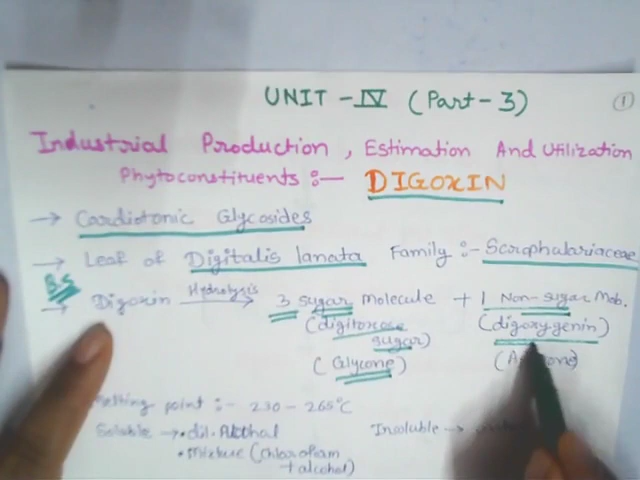 UNIT - IV (Part - 3)
1
Industrial Production, Estimation And Utilization
Phytoconstituents :- DIGOXIN
→ Cardiotonic Glycosides
→ Leaf of Digitalis lanata Family :- Scrophulariaceae
B.S
→ Digoxin Hydrolysis → 3 sugar Molecule + 1 Non-sugar Mob.
(digitoxose sugar) (digoxygenin)
(Glycone)
Melting point :- 230 - 265°C
Soluble → • dil. Alcohol Insoluble →
• Mixture (Chloroform + alcohol)